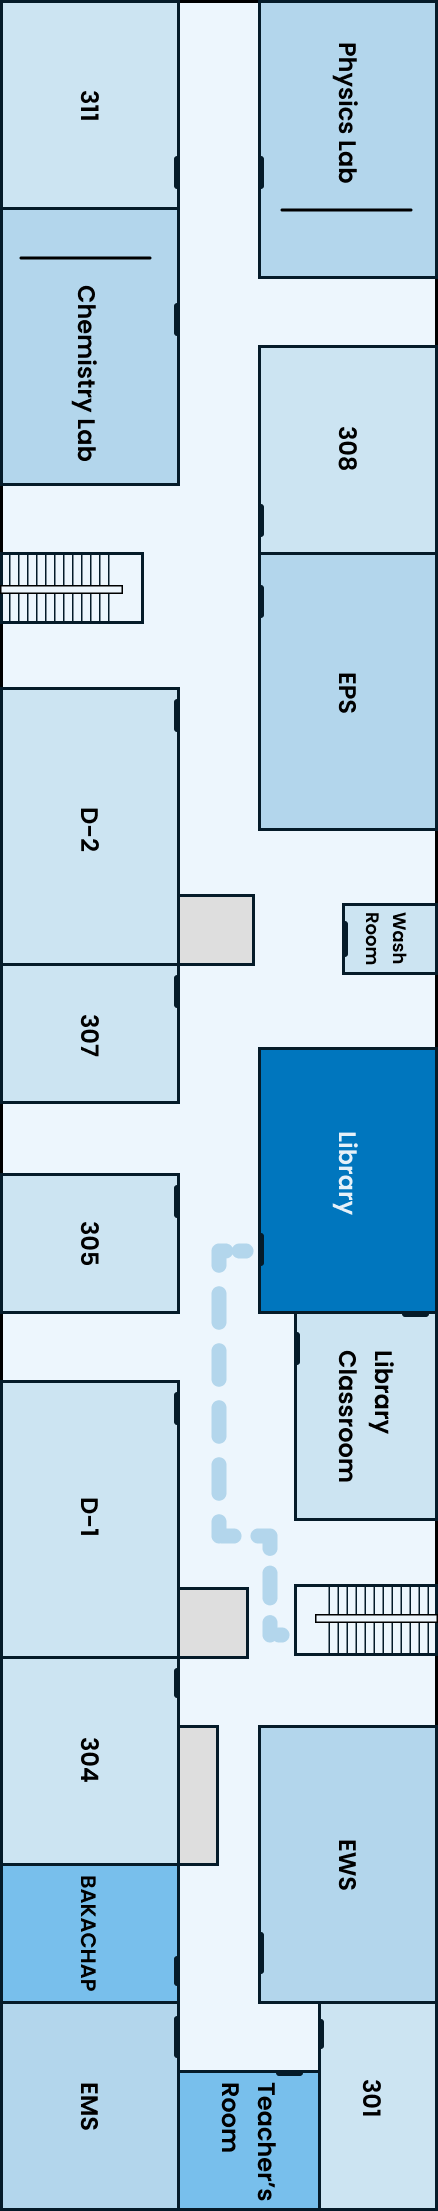 311
Physics Lab
Chemistry Lab
308
EPS
D-2
Wash
Room
307
Library
305
Library
Classroom
D-1
304
EWS
BAKACHAP
EMS
Teacher's
Room
301